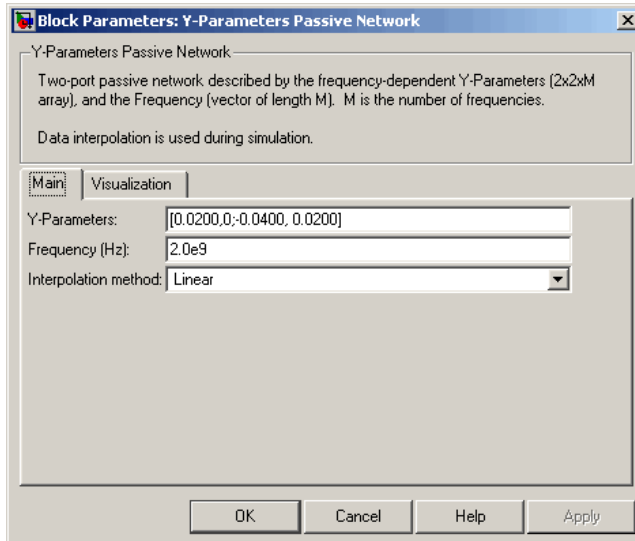 Block Parameters: Y-Parameters Passive Network
Y-Parameters Passive Network
Two-port passive network described by the frequency-dependent Y-Parameters (2x2xM
array), and the Frequency (vector of length M). M is the number of frequencies.
Data interpolation is used during simulation.
Main Visualization
Y-Parameters: [0.0200,0;-0.0400, 0.0200]
Frequency (Hz): 2.0e9
Interpolation method: Linear
OK Cancel Help Apply